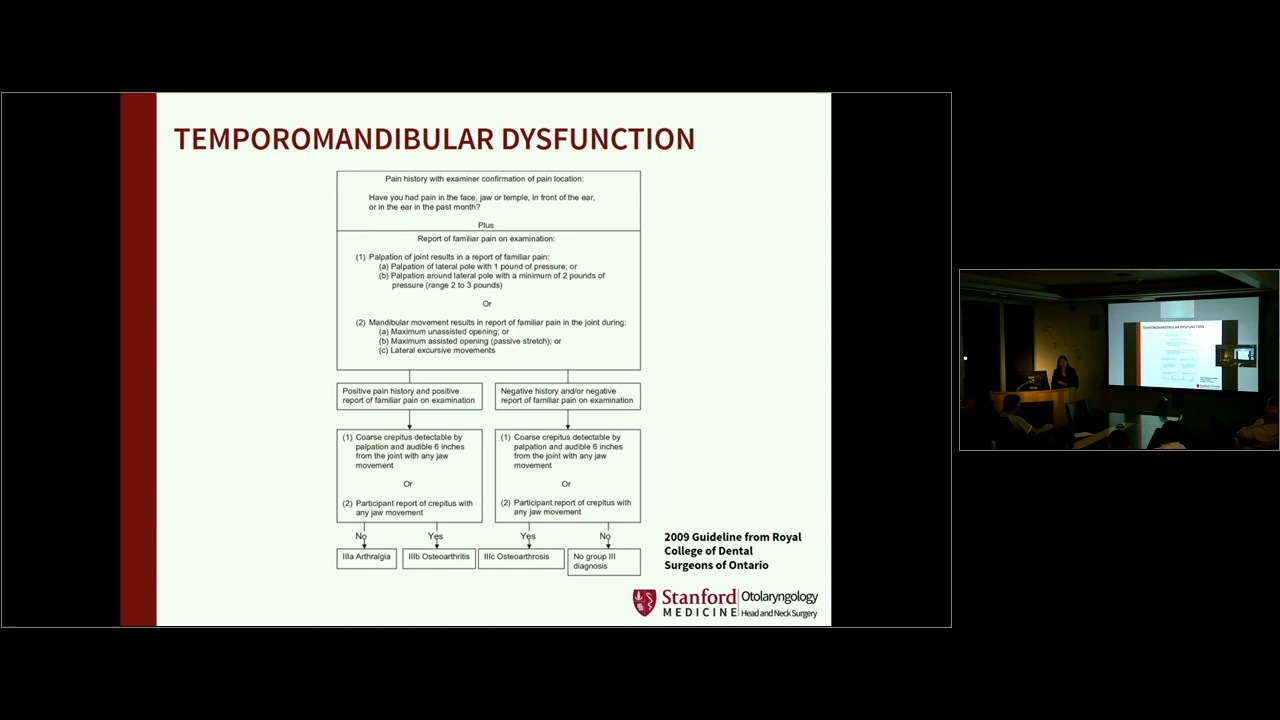 TEMPOROMANDIBULAR DYSFUNCTION
Pain history with examiner confirmation of pain location:
Have you had pain in the face, jaw or temple, in front of the ear,
or in the ear in the past month?
Plus
Report of familiar pain on examination:
(1) Palpation of joint results in a report of familiar pain:
(a) Palpation of lateral pole with 1 pound of pressure; or
(b) Palpation around lateral pole with a minimum of 2 pounds of
pressure (range 2 to 3 pounds)
Or
(2) Mandibular movement results in report of familiar pain in the joint during:
(a) Maximum unassisted opening; or
(b) Maximum assisted opening (passive stretch); or
(c) Lateral excursive movements
Positive pain history and positive
report of familiar pain on examination
Negative history and/or negative
report of familiar pain on examination
(1) Coarse crepitus detectable by
palpation and audible 6 inches
from the joint with any jaw
movement
Or
(2) Participant report of crepitus with
any jaw movement
(1) Coarse crepitus detectable by
palpation and audible 6 inches
from the joint with any jaw
movement
Or
(2) Participant report of crepitus with
any jaw movement
No
Yes
Yes
No
IIIa Arthralgia
IIIb Osteoarthritis
IIIc Osteoarthrosis
No group III
diagnosis
2009 Guideline from Royal
College of Dental
Surgeons of Ontario
Stanford
MEDICINE
Otolaryngology
Head and Neck Surgery
TEMPOROMANDIBULAR DYSFUNCTION